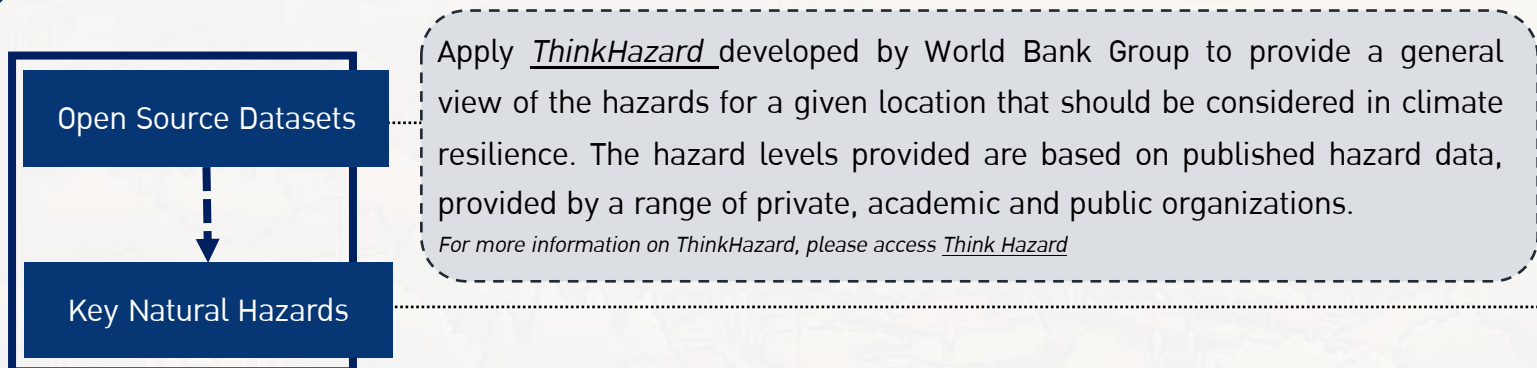 Open Source Datasets
Apply ThinkHazard developed by World Bank Group to provide a general
view of the hazards for a given location that should be considered in climate
resilience. The hazard levels provided are based on published hazard data,
provided by a range of private, academic and public organizations.
For more information on ThinkHazard, please access Think Hazard
Key Natural Hazards